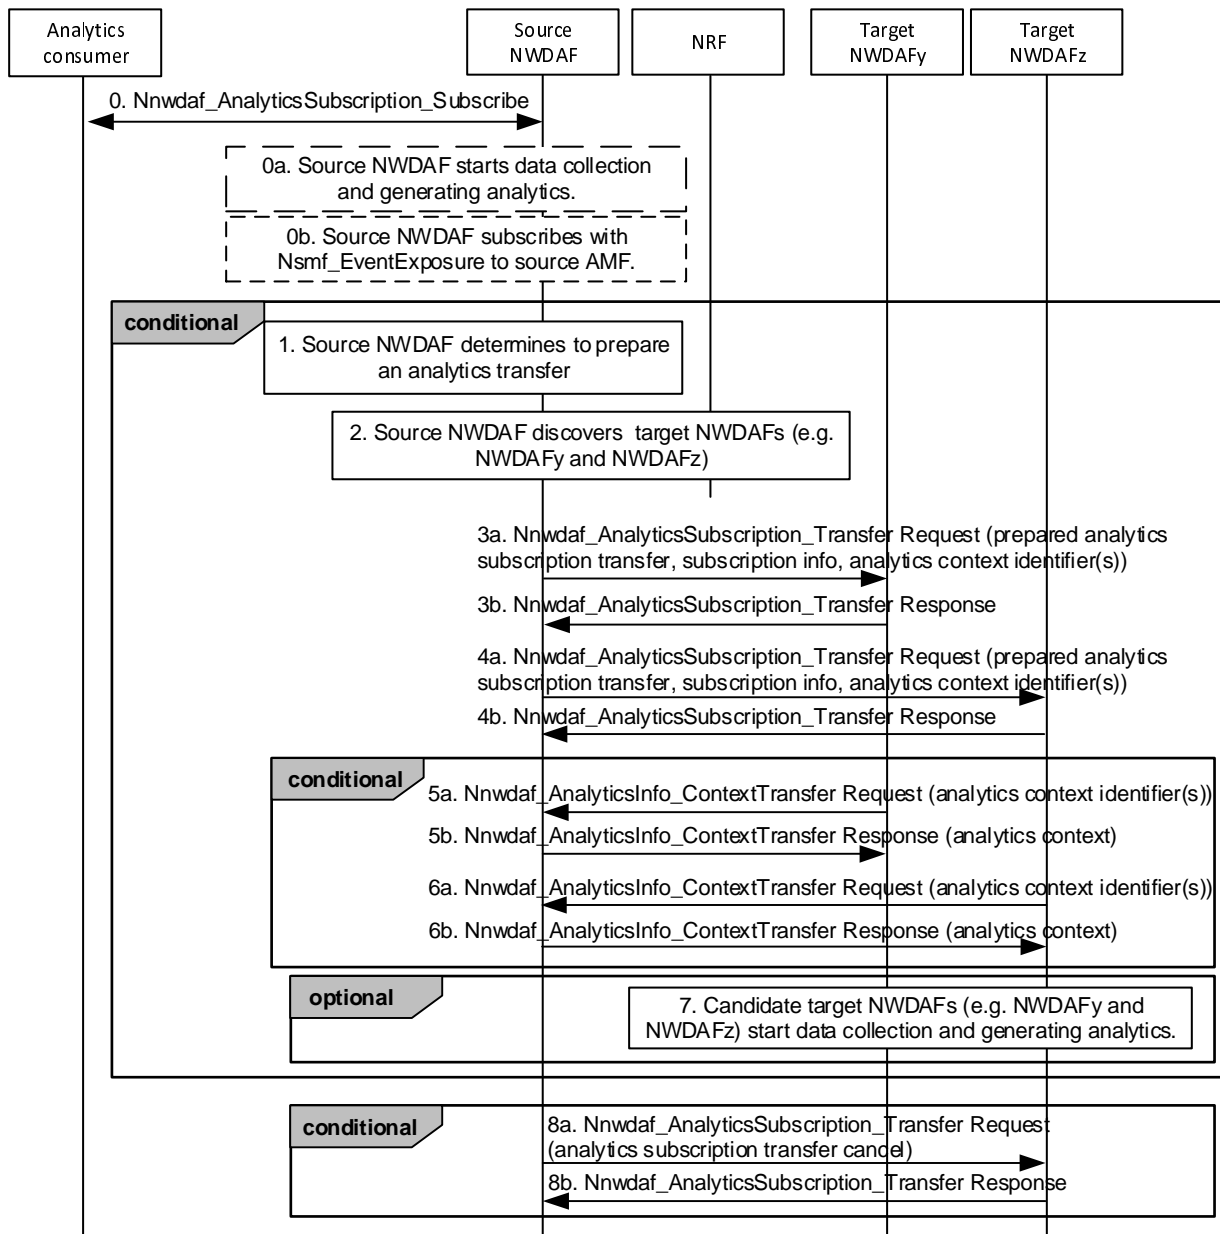 Analytics
consumer
Source
NWDAF
NRF
Target
NWDAFy
Target
NWDAFz
0. Nnwdaf_AnalyticsSubscription_Subscribe
0a. Source NWDAF starts data collection
and generating analytics.
0b. Source NWDAF subscribes with
Nsmf_EventExposure to source AMF.
conditional
1. Source NWDAF determines to prepare
an analytics transfer
2. Source NWDAF discovers target NWDAFs (e.g.
NWDAFy and NWDAFz)
3a. Nnwdaf_AnalyticsSubscription_Transfer Request (prepared analytics
subscription transfer, subscription info, analytics context identifier(s))
3b. Nnwdaf_AnalyticsSubscription_Transfer Response
4a. Nnwdaf_AnalyticsSubscription_Transfer Request (prepared analytics
subscription transfer, subscription info, analytics context identifier(s))
4b. Nnwdaf_AnalyticsSubscription_Transfer Response
conditional
5a. Nnwdaf_AnalyticsInfo_ContextTransfer Request (analytics context identifier(s))
5b. Nnwdaf_AnalyticsInfo_ContextTransfer Response (analytics context)
6a. Nnwdaf_AnalyticsInfo_ContextTransfer Request (analytics context identifier(s))
6b. Nnwdaf_AnalyticsInfo_ContextTransfer Response (analytics context)
optional
7. Candidate target NWDAFs (e.g. NWDAFy and
NWDAFz) start data collection and generating analytics.
conditional
8a. Nnwdaf_AnalyticsSubscription_Transfer Request
(analytics subscription transfer cancel)
8b. Nnwdaf_AnalyticsSubscription_Transfer Response